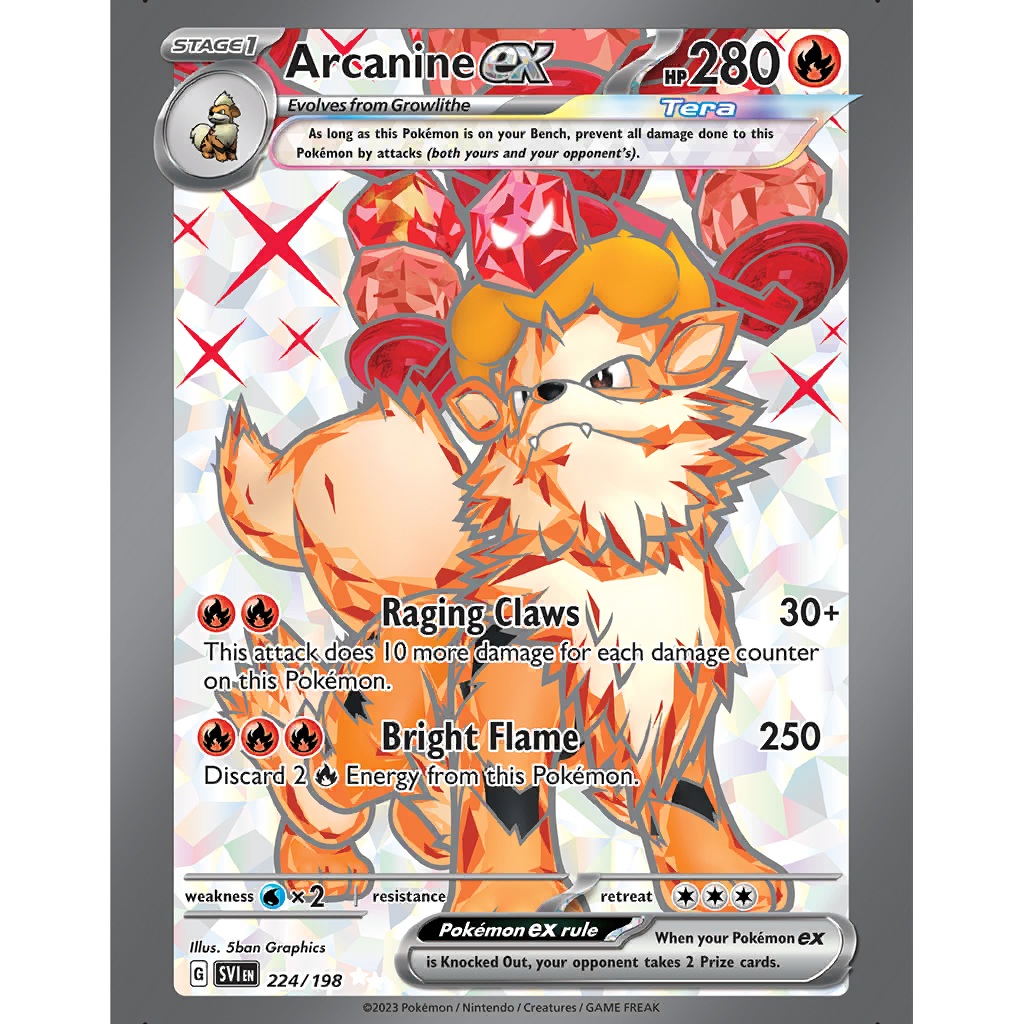 STAGE 1 Arcanine ex HP 280
Evolves from Growlithe Tera
As long as this Pokémon is on your Bench, prevent all damage done to this
Pokémon by attacks (both yours and your opponent's).
Raging Claws 30+
This attack does 10 more damage for each damage counter
on this Pokémon.
Bright Flame 250
Discard 2 Energy from this Pokémon.
weakness ×2 resistance retreat
Pokémon ex rule When your Pokémon ex
is Knocked Out, your opponent takes 2 Prize cards.
Illus. 5ban Graphics
G SVI EN 224/198
©2023 Pokémon / Nintendo / Creatures / GAME FREAK